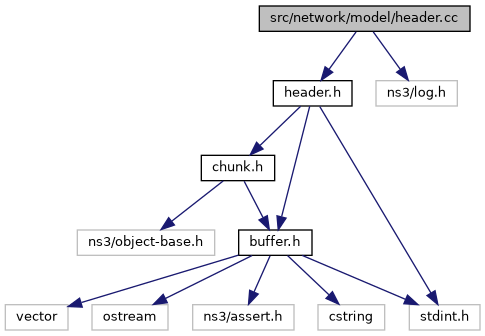 src/network/model/header.cc
header.h
ns3/log.h
chunk.h
ns3/object-base.h
buffer.h
vector
ostream
ns3/assert.h
cstring
stdint.h